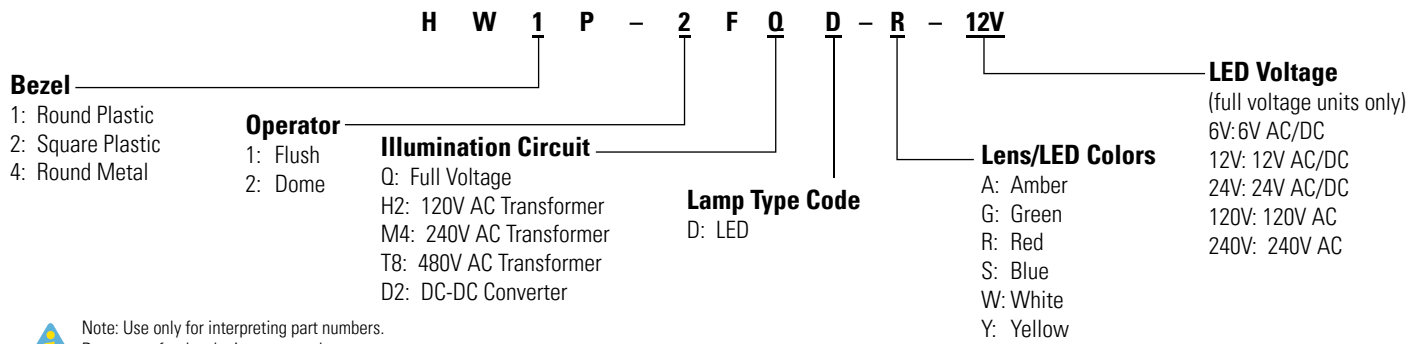 H W 1 P – 2 F Q D – R – 12V
Bezel
1: Round Plastic
2: Square Plastic
4: Round Metal
Operator
1: Flush
2: Dome
Illumination Circuit
Q: Full Voltage
H2: 120V AC Transformer
M4: 240V AC Transformer
T8: 480V AC Transformer
D2: DC-DC Converter
Lamp Type Code
D: LED
Lens/LED Colors
A: Amber
G: Green
R: Red
S: Blue
W: White
Y: Yellow
LED Voltage
(full voltage units only)
6V: 6V AC/DC
12V: 12V AC/DC
24V: 24V AC/DC
120V: 120V AC
240V: 240V AC
Note: Use only for interpreting part numbers.